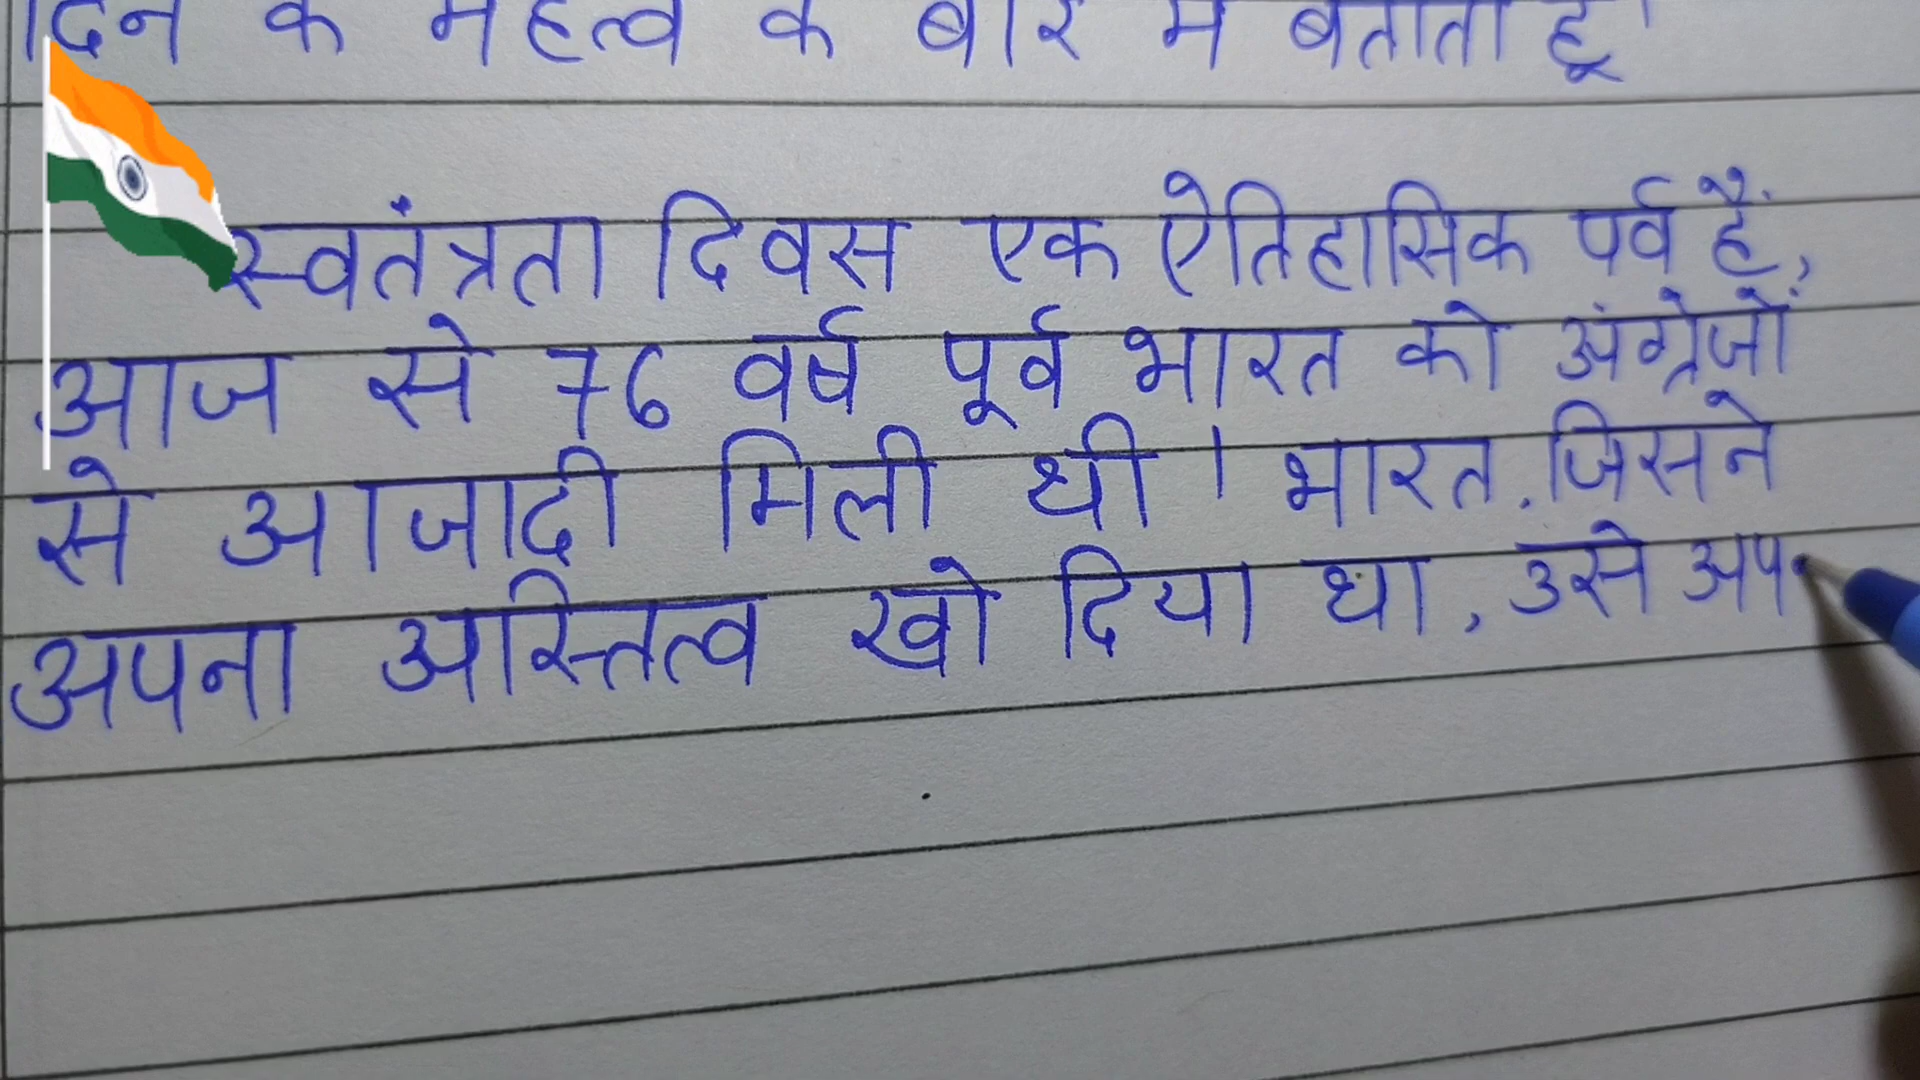 दिन के महत्व के बारे में बताता हूँ।
स्वतंत्रता दिवस एक ऐतिहासिक पर्व हैं,
आज से 76 वर्ष पूर्व भारत को अंग्रेजों
से आजादी मिली थी। भारत, जिसने
अपना अस्तित्व खो दिया था, उसे अप